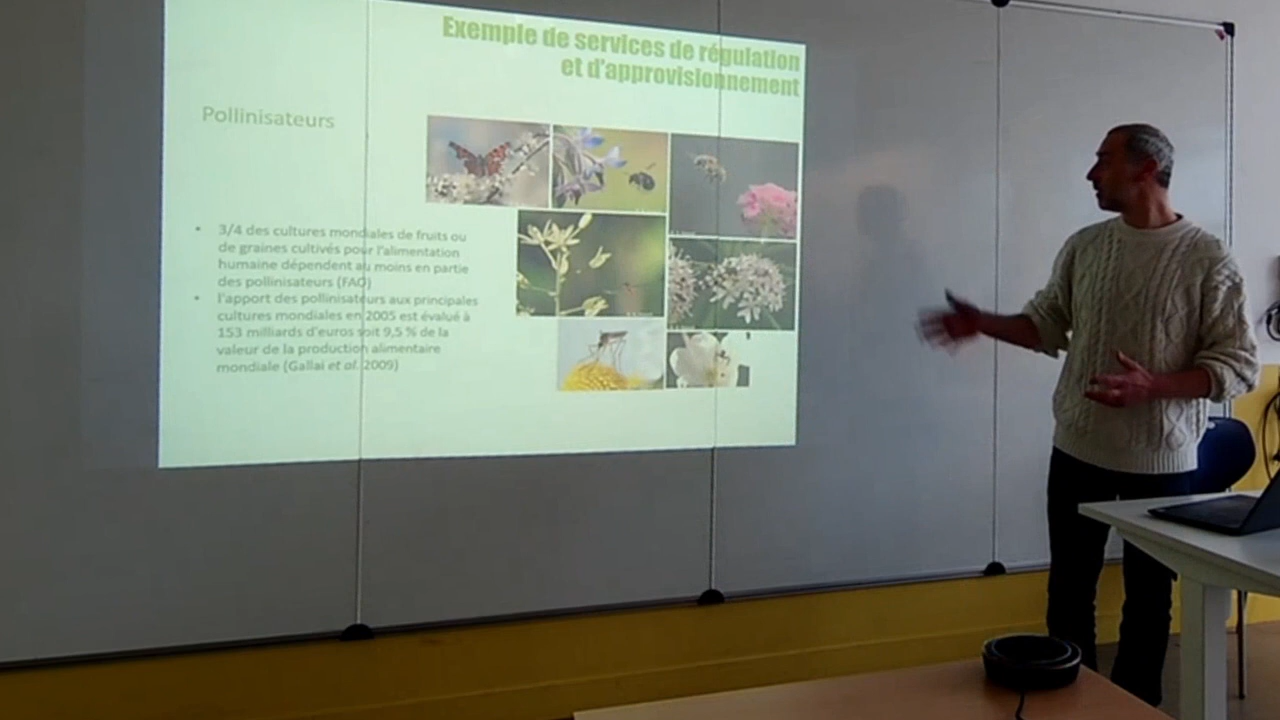 Exemple de services de régulation
et d'approvisionnement
Pollinisateurs
• 3/4 des cultures mondiales de fruits ou
de graines cultivés pour l'alimentation
humaine dépendent au moins en partie
des pollinisateurs (FAO)
• l'apport des pollinisateurs aux principales
cultures mondiales en 2005 est évalué à
153 milliards d'euros soit 9,5 % de la
valeur de la production alimentaire
mondiale (Gallai et al. 2009)